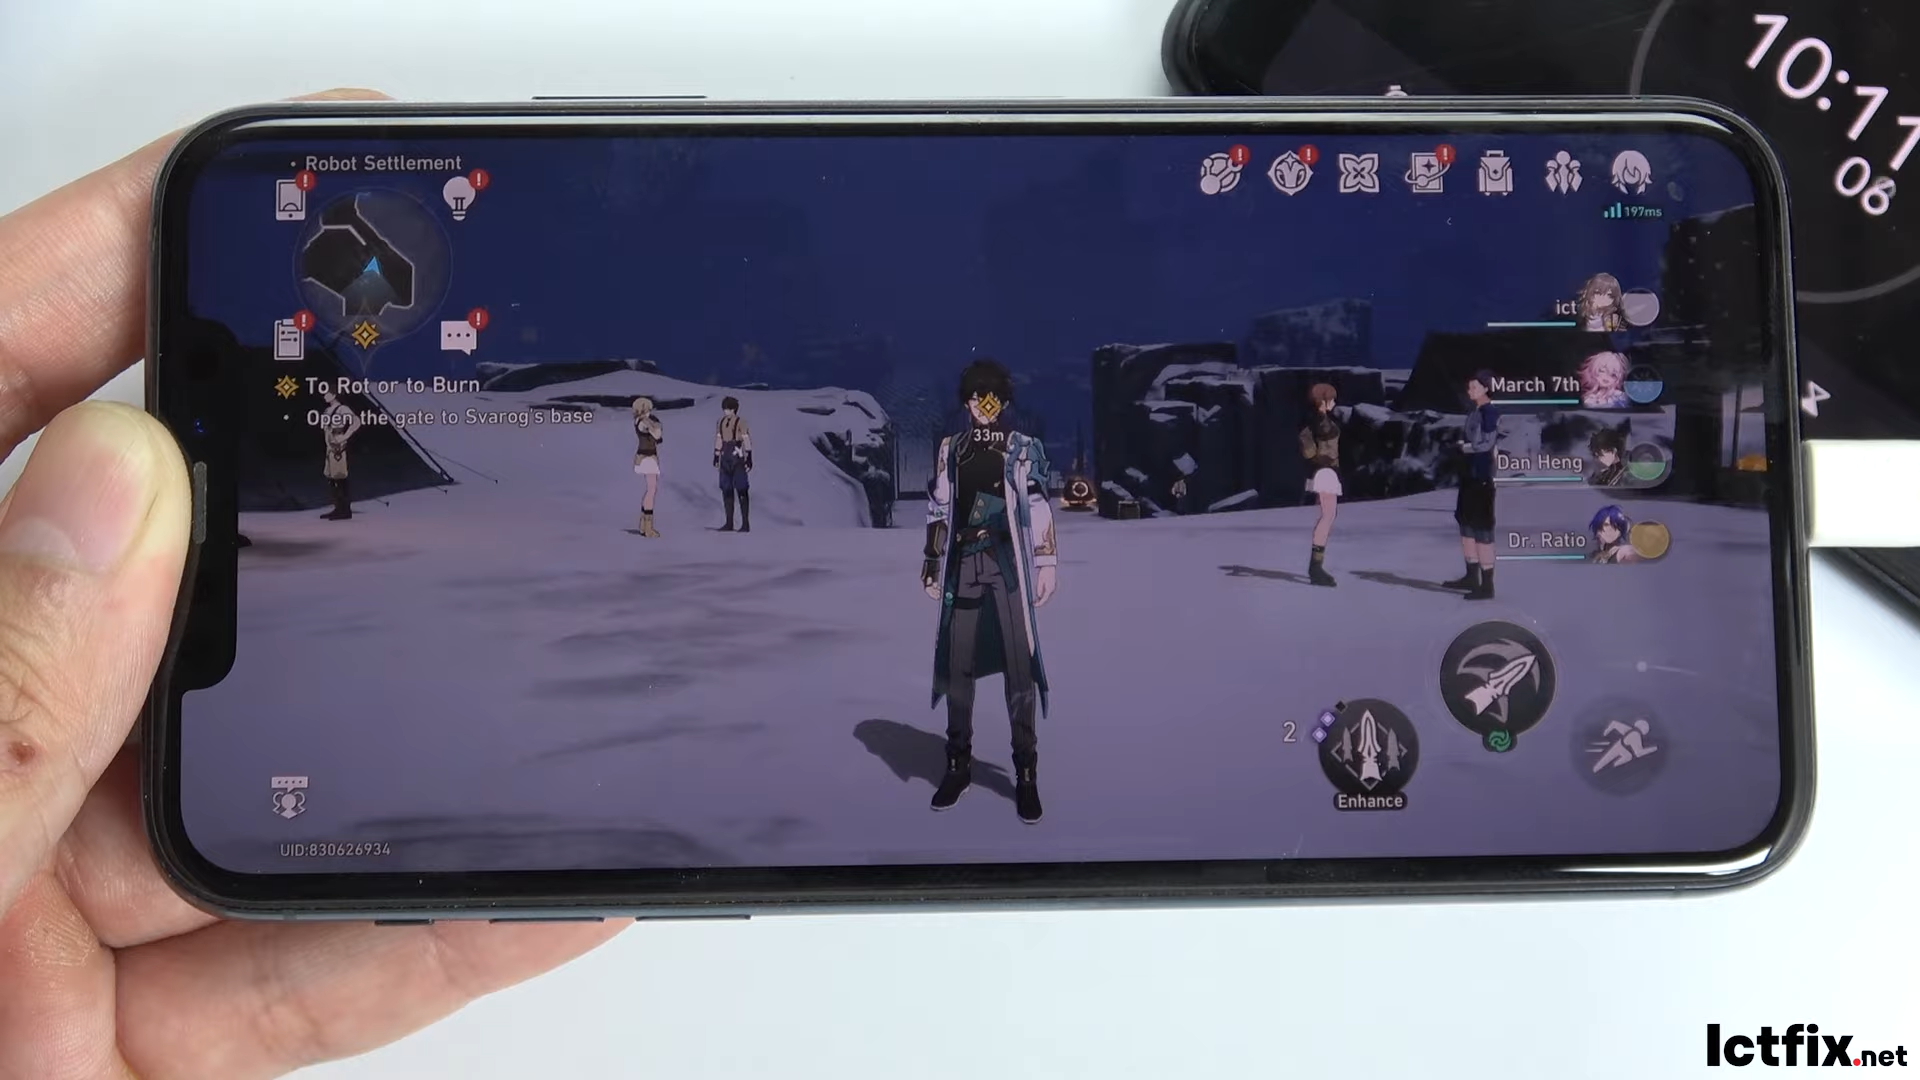 10:11
06
Robot Settlement
197ms
ict
To Rot or to Burn
Open the gate to Svarog's base
March 7th
33m
Dan Heng
Dr. Ratio
2
Enhance
UID:830626934
Ictfix.net